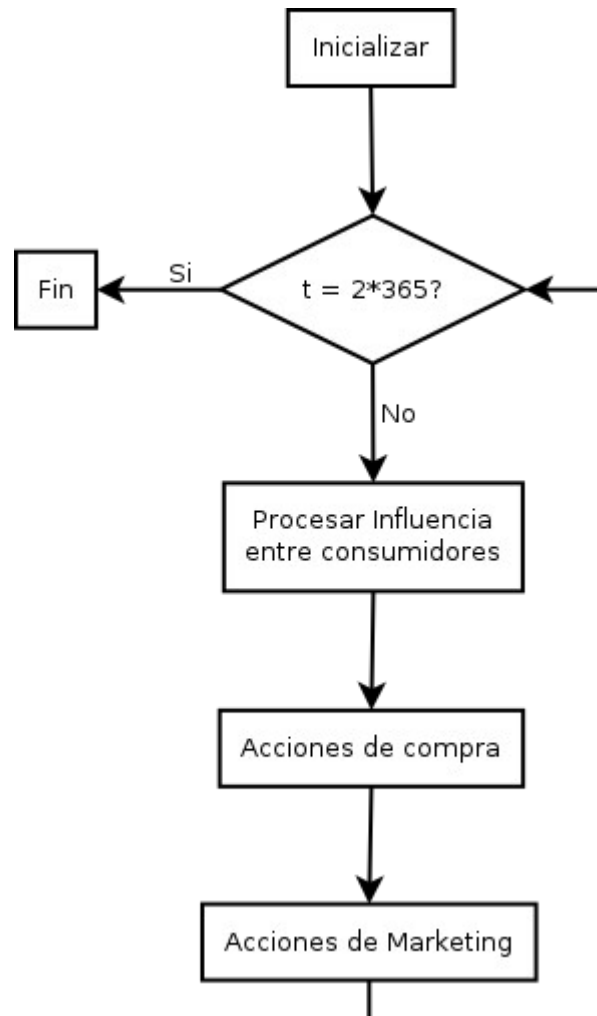 Inicializar
Si
Fin
t = 2*365?
No
Procesar Influencia
entre consumidores
Acciones de compra
Acciones de Marketing